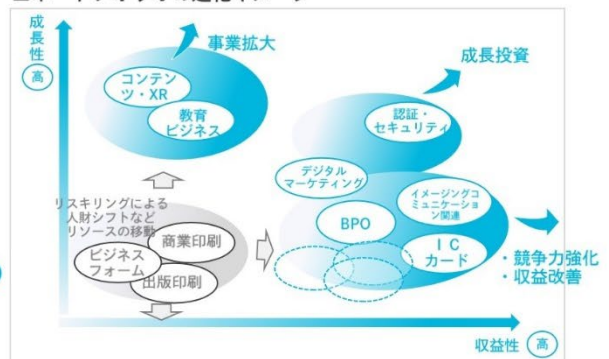 成長性
高
事業拡大
コンテン
ツ・XR
教育
ビジネス
成長投資
認証・
セキュリティ
デジタル
マーケティング
イメージングコ
ミュニケーショ
ン関連
BPO
ＩＣ
カード
リスキリングによる
人財シフトなど
リソースの移動
商業印刷
ビジネス
フォーム
出版印刷
・競争力強化
・収益改善
収益性
高